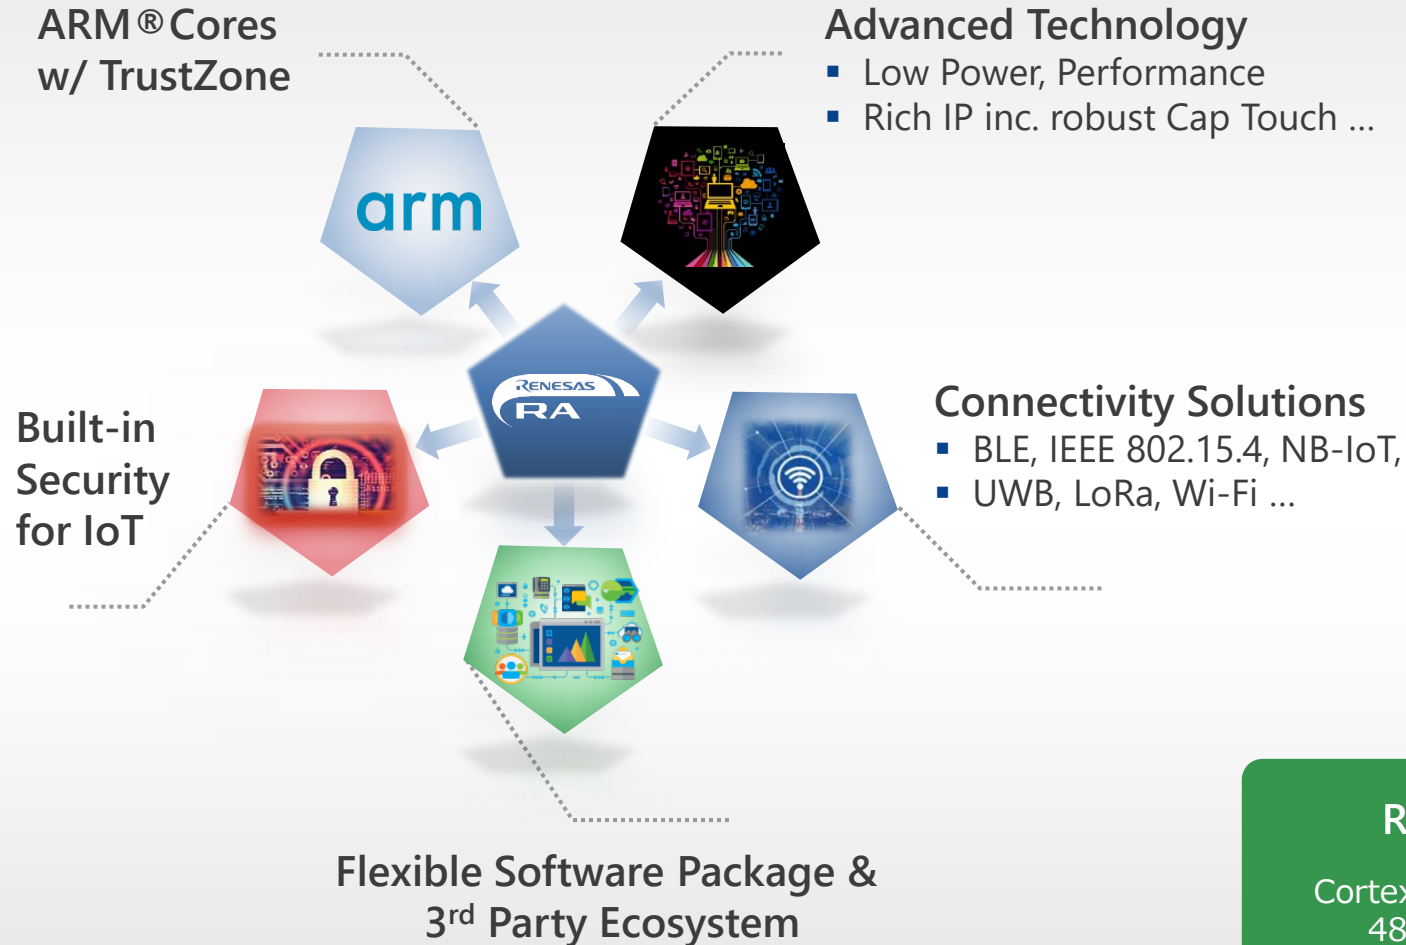 ARM® Cores
w/ TrustZone
Advanced Technology
▪ Low Power, Performance
▪ Rich IP inc. robust Cap Touch ...
arm
RENESAS
RA
Built-in
Security
for IoT
Connectivity Solutions
▪ BLE, IEEE 802.15.4, NB-IoT,
▪ UWB, LoRa, Wi-Fi ...
Flexible Software Package &
3rd Party Ecosystem
R
Cortex
48